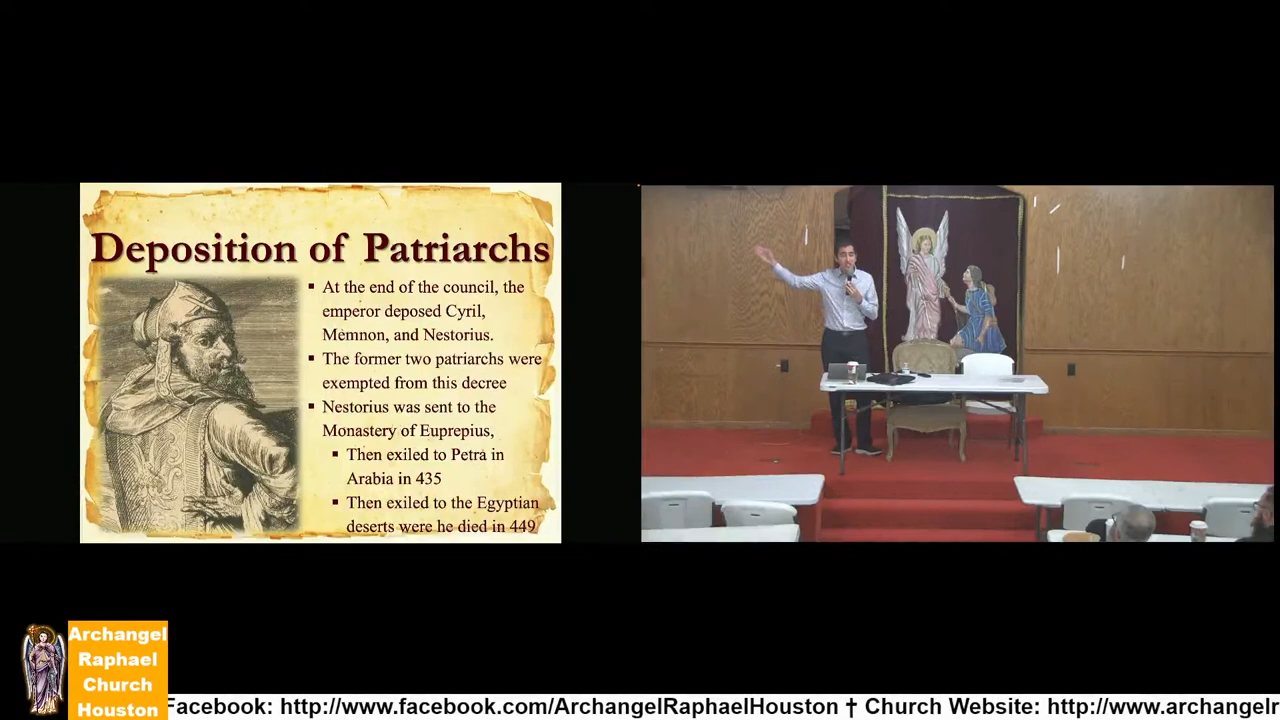 Deposition of Patriarchs
▪ At the end of the council, the
emperor deposed Cyril,
Memnon, and Nestorius.
▪ The former two patriarchs were
exempted from this decree
▪ Nestorius was sent to the
Monastery of Euprepius,
▪ Then exiled to Petra in
Arabia in 435
▪ Then exiled to the Egyptian
deserts were he died in 449
Archangel
Raphael
Church
Houston
Facebook: http://www.facebook.com/ArchangelRaphaelHouston ✝ Church Website: http://www.archangelr